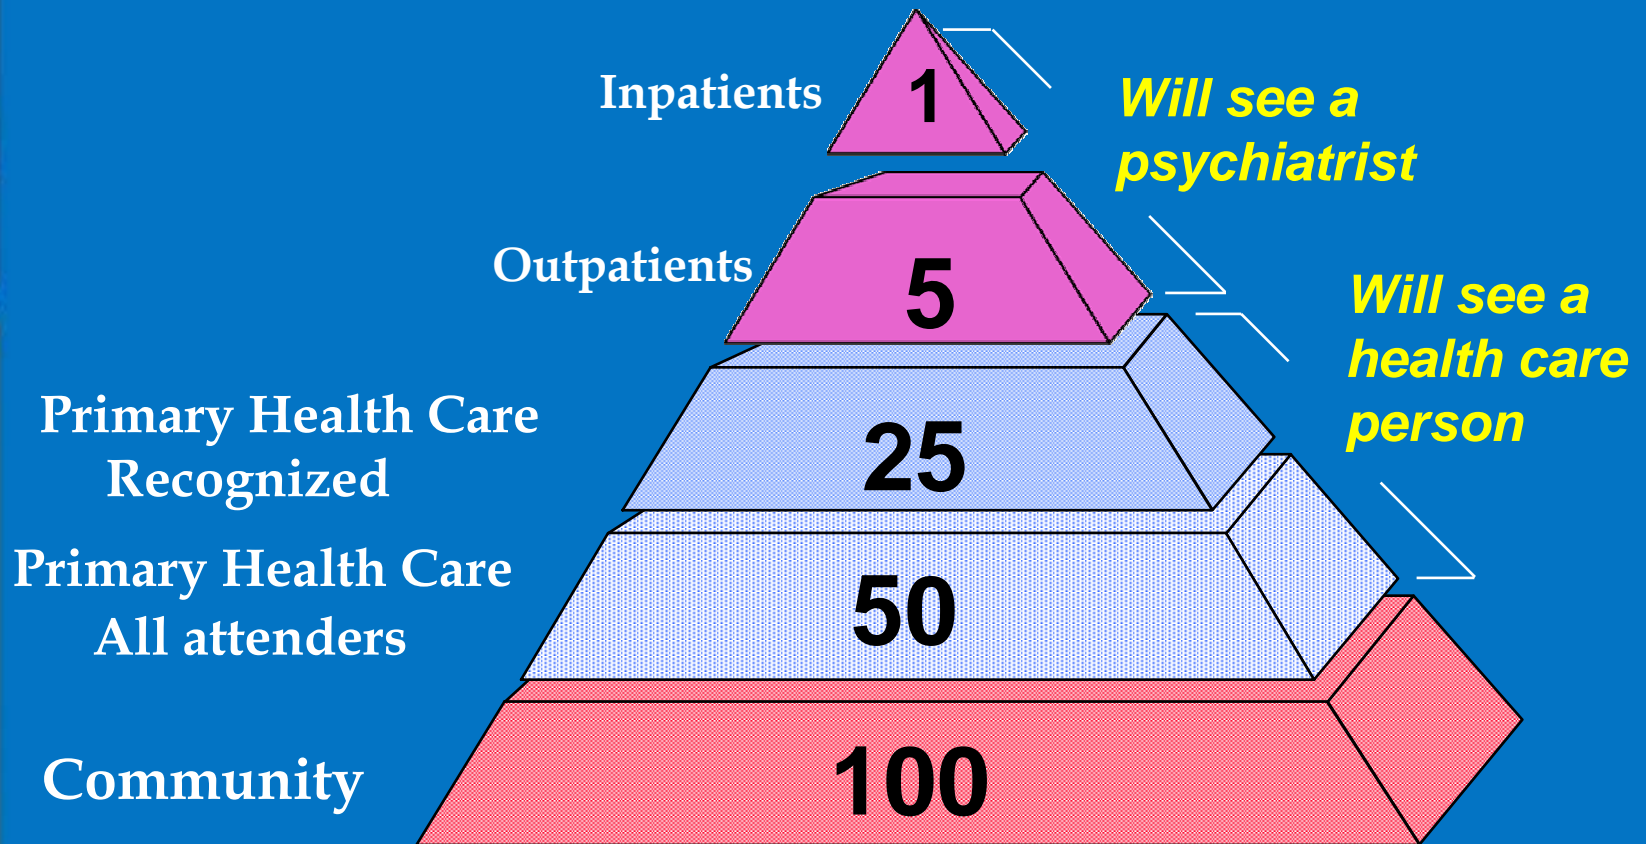 Inpatients
1
Will see a
psychiatrist
Outpatients
5
Will see a
health care
person
Primary Health Care
Recognized
25
Primary Health Care
All attenders
50
Community
100